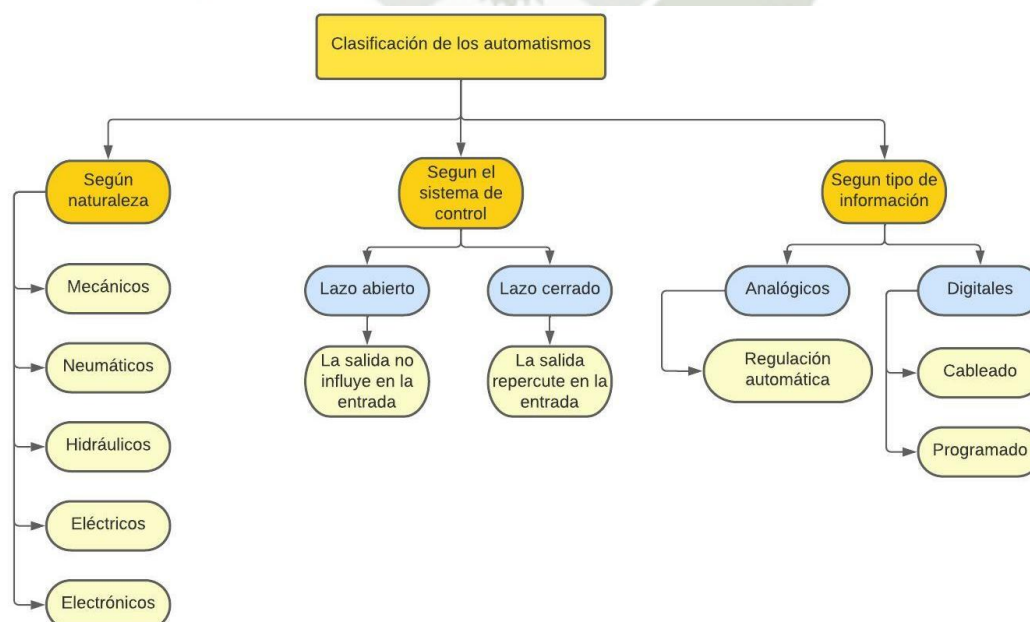 Clasificación de los automatismos
Según
naturaleza
Mecánicos
Neumáticos
Hidráulicos
Eléctricos
Electrónicos
Segun el
sistema de
control
Lazo abierto
La salida no
influye en la
entrada
Lazo cerrado
La salida
repercute en la
entrada
Segun tipo de
información
Analógicos
Regulación
automática
Digitales
Cableado
Programado